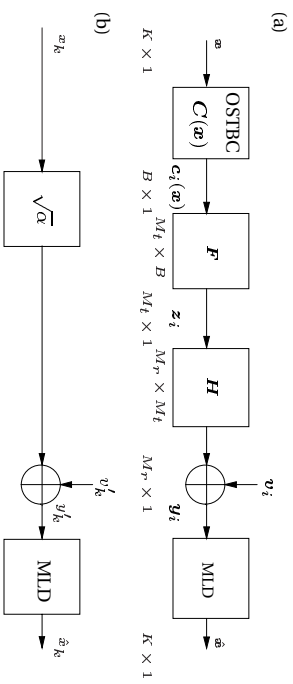 (a)
x
K × 1
OSTBC
C(x)
c_i(x)
B × 1
F
M_t × B
z_i
M_t × 1
H
M_r × M_t
v_i
y_i
M_r × 1
MLD
x̂
K × 1
(b)
x_k
√α
v′_k
y′_k
MLD
x̂_k